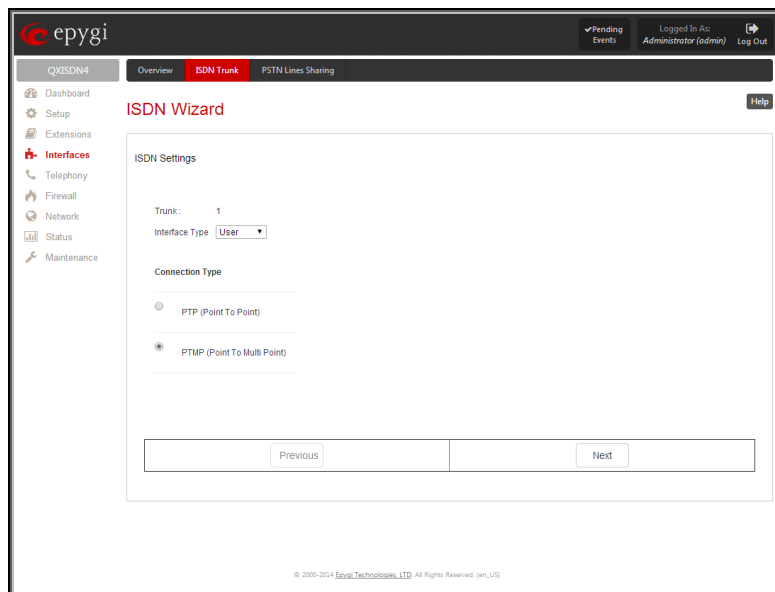 epygi
✔Pending
Events
Logged In As:
Administrator (admin)
Log Out
QXISDN4
Overview
ISDN Trunk
PSTN Lines Sharing
Dashboard
Setup
Extensions
Interfaces
Telephony
Firewall
Network
Status
Maintenance
ISDN Wizard
Help
ISDN Settings
Trunk : 1
Interface Type User
Connection Type
PTP (Point To Point)
PTMP (Point To Multi Point)
Previous
Next
© 2000-2014 Epygi Technologies, LTD. All Rights Reserved. (en_US)